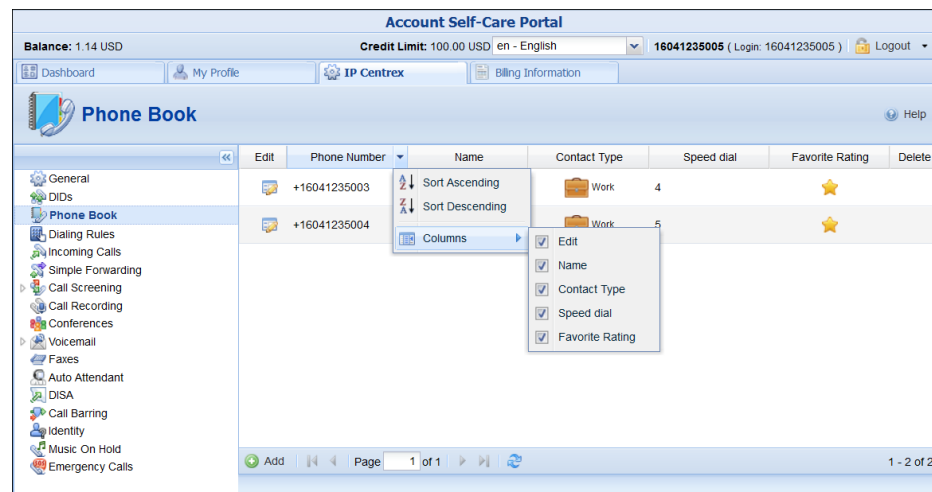 Account Self-Care Portal
Balance: 1.14 USD Credit Limit: 100.00 USD en - English 16041235005 ( Login: 16041235005 ) Logout
Dashboard My Profile IP Centrex Billing Information
Phone Book Help
Edit Phone Number Name Contact Type Speed dial Favorite Rating Delete
General
DIDs
Phone Book
Dialing Rules
Incoming Calls
Simple Forwarding
Call Screening
Call Recording
Conferences
Voicemail
Faxes
Auto Attendant
DISA
Call Barring
Identity
Music On Hold
Emergency Calls
+16041235003 Work 4
+16041235004 Work 5
Sort Ascending
Sort Descending
Columns
Edit
Name
Contact Type
Speed dial
Favorite Rating
Add Page 1 of 1 1 - 2 of 2